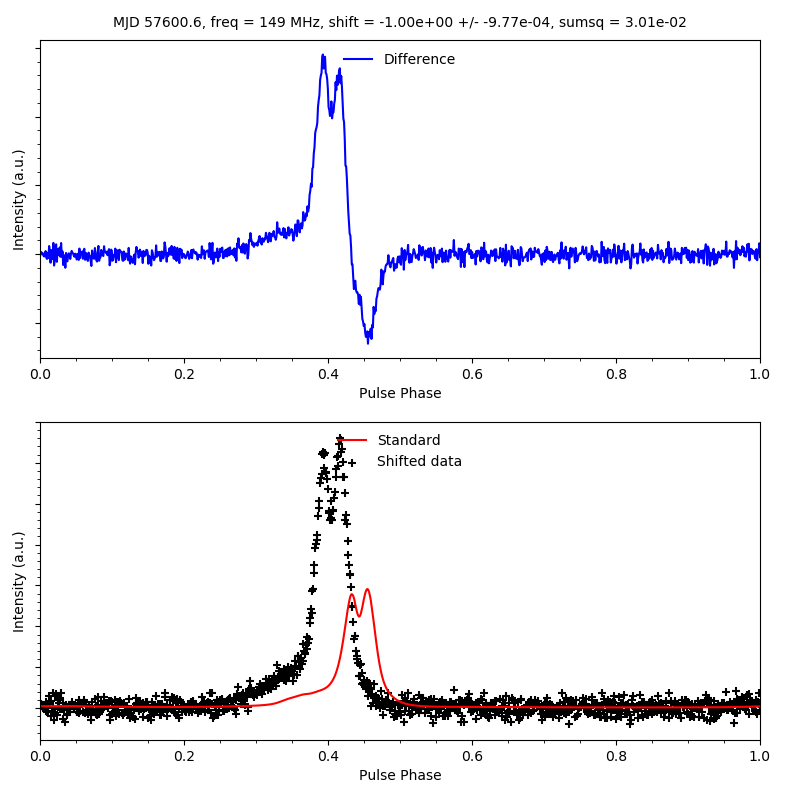 MJD 57600.6, freq = 149 MHz, shift = -1.00e+00 +/- -9.77e-04, sumsq = 3.01e-02
Difference
Intensity (a.u.)
0.0 0.2 0.4 0.6 0.8 1.0
Pulse Phase
Standard
Shifted data
Intensity (a.u.)
0.0 0.2 0.4 0.6 0.8 1.0
Pulse Phase